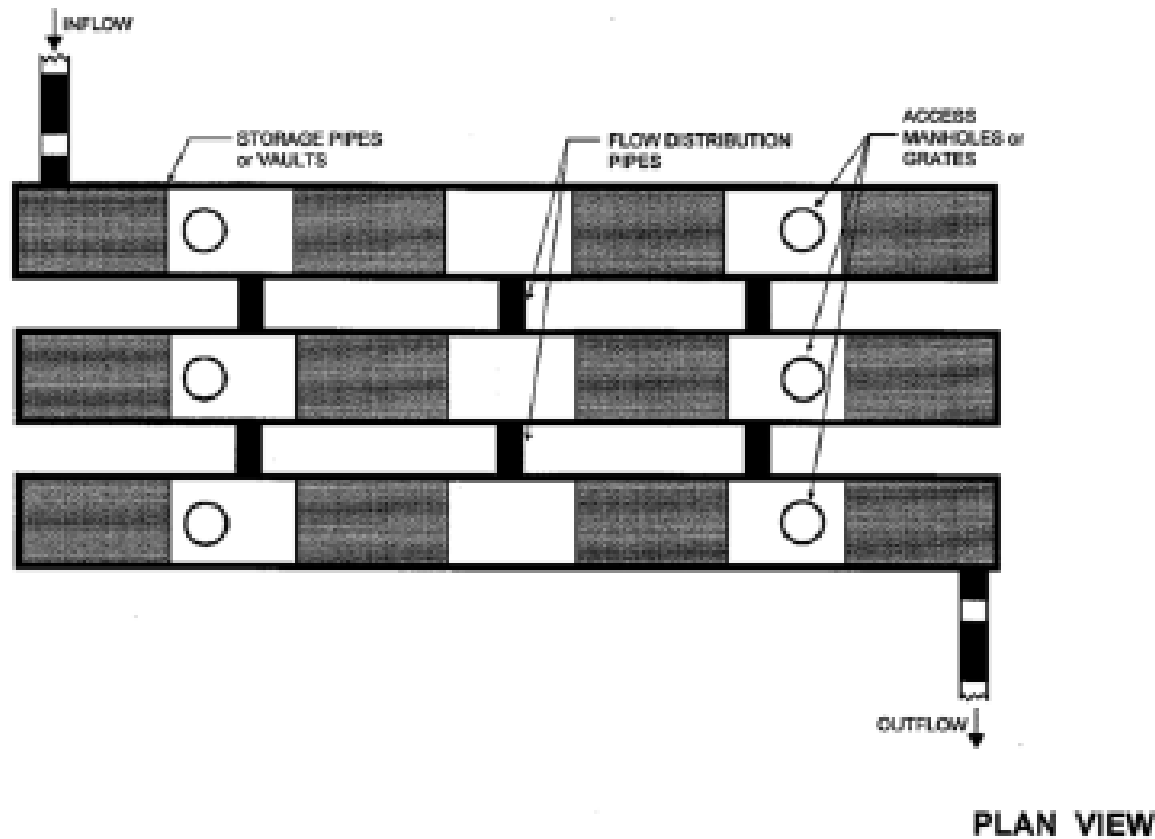 INFLOW
STORAGE PIPES
or VAULTS
FLOW DISTRIBUTION
PIPES
ACCESS
MANHOLES or
GRATES
OUTFLOW
PLAN VIEW